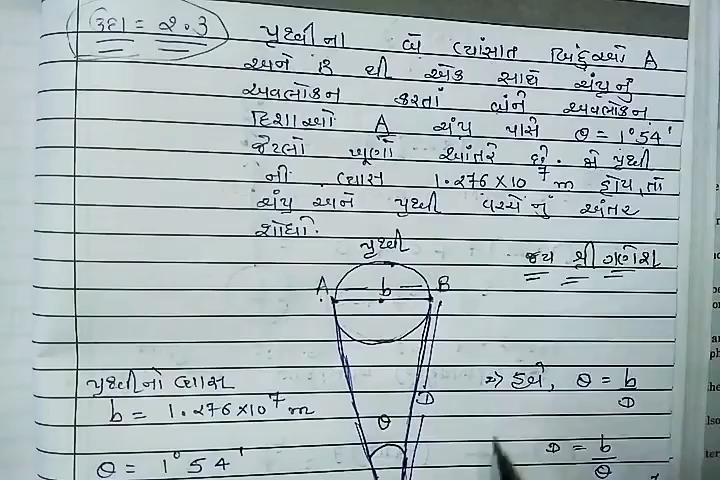 ઉદા = ૨.૩
પૃથ્વી ના બે વ્યાસાંત બિંદુઓ A
અને B થી એક સાથે ચંદ્રનું
અવલોકન કરતાં બંને અવલોકન
દિશાઓ A ચંદ્ર પાસે θ = 1°54'
જેટલો ખૂણો આંતરે છે. જો પૃથ્વી
ની વ્યાસ 1.276 × 10⁷ m હોય, તો
ચંદ્ર અને પૃથ્વી વચ્ચેનું અંતર
શોધો.
જય શ્રી ગણેશ
પૃથ્વી
A b B
પૃથ્વીનો વ્યાસ
b = 1.276×10⁷ m
θ = 1°54'
D
θ
⇒ હવે, θ = b/D
D = b/θ